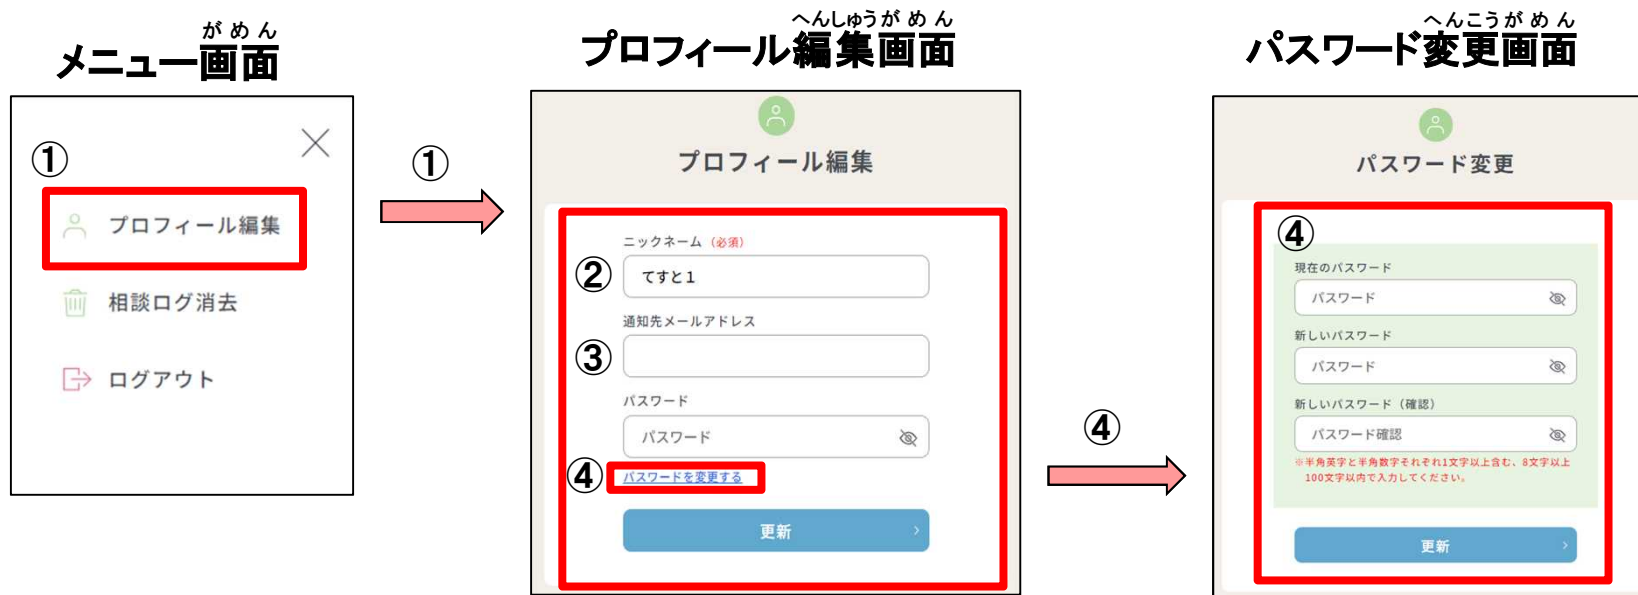 がめん
メニュー画面
①
プロフィール編集
相談ログ消去
ログアウト
①
へんしゅうがめん
プロフィール編集画面
プロフィール編集
ニックネーム（必須）
②
てすと１
通知先メールアドレス
③
パスワード
パスワード
④
パスワードを変更する
更新
④
へんこうがめん
パスワード変更画面
パスワード変更
④
現在のパスワード
パスワード
新しいパスワード
パスワード
新しいパスワード（確認）
パスワード確認
※半角英字と半角数字それぞれ1文字以上含む、8文字以上
100文字以内で入力してください。
更新